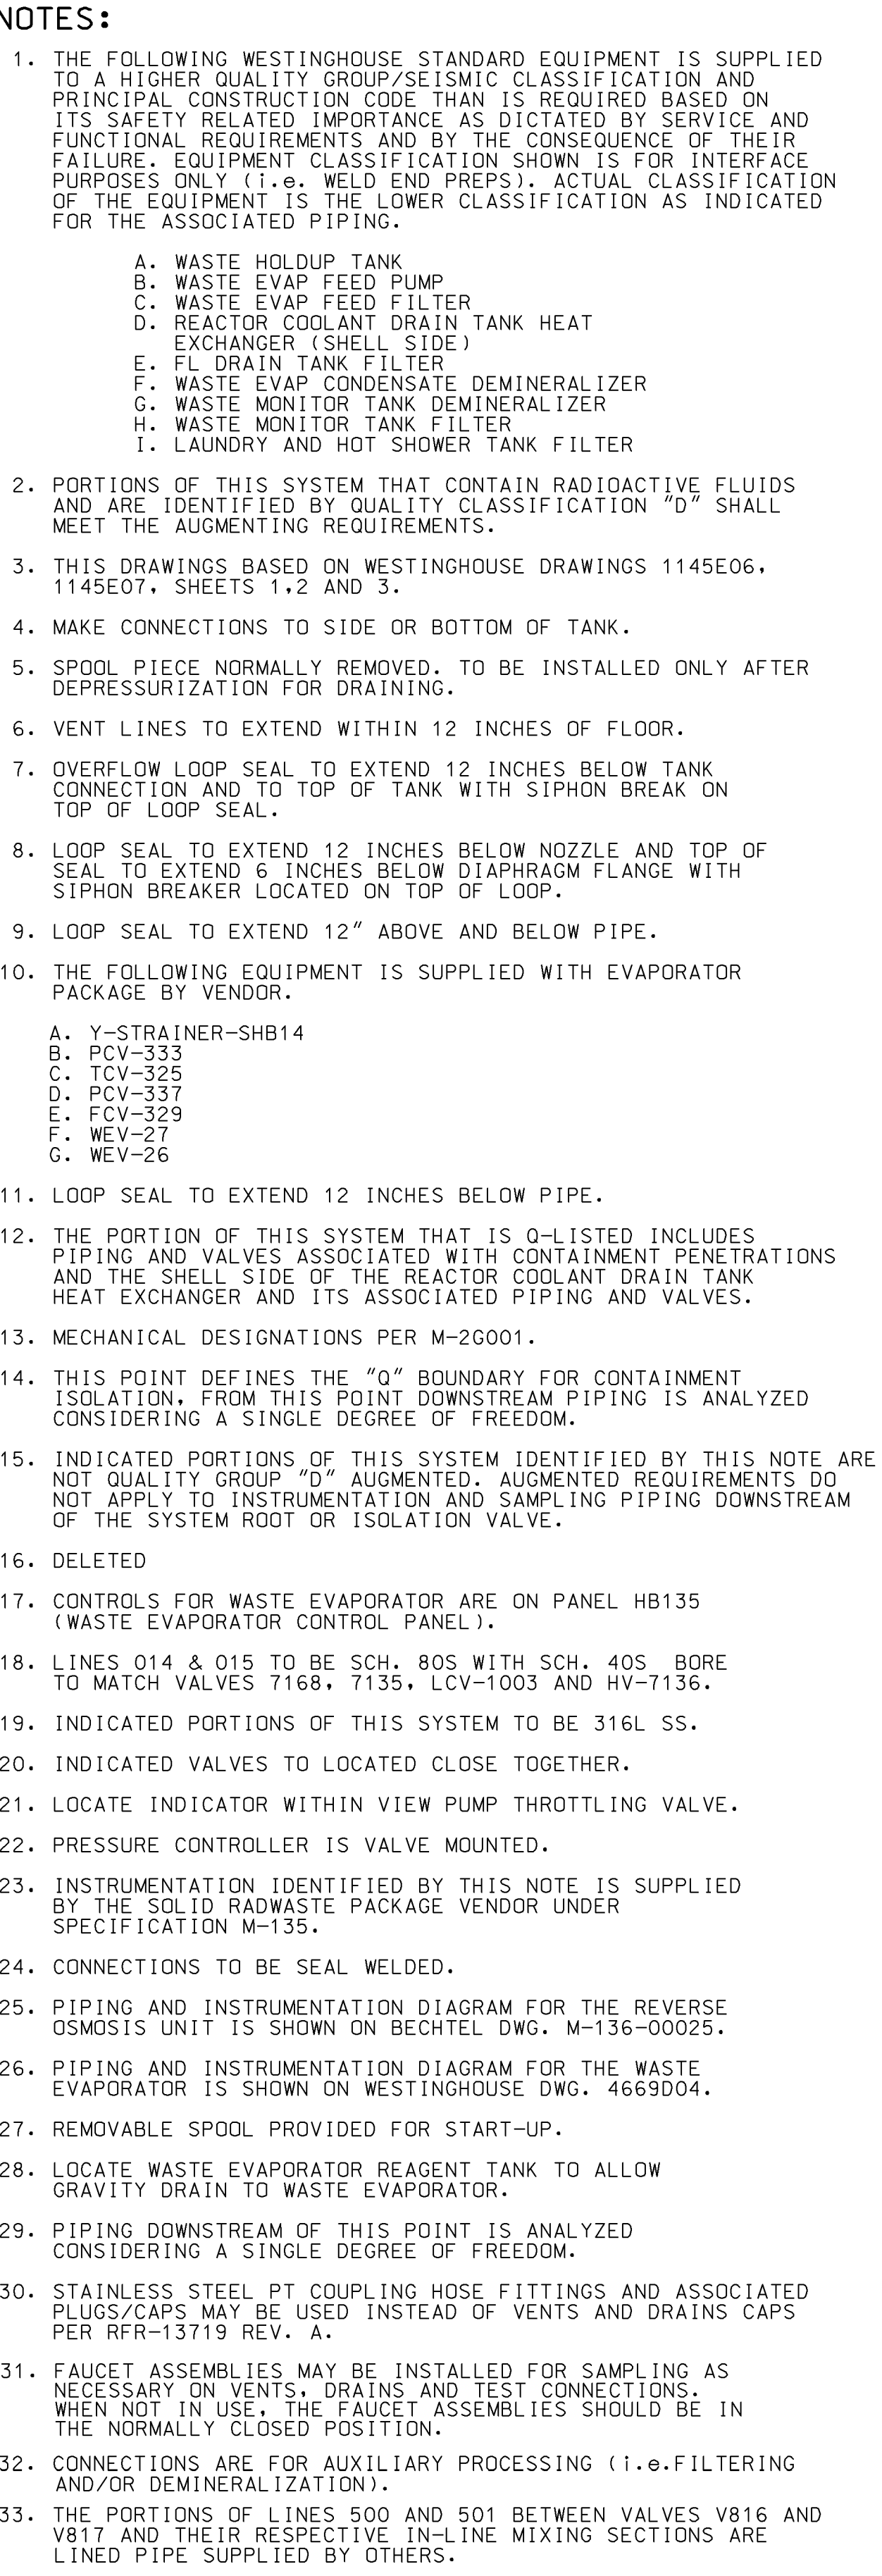 NOTES:
1. THE FOLLOWING WESTINGHOUSE STANDARD EQUIPMENT IS SUPPLIED
TO A HIGHER QUALITY GROUP/SEISMIC CLASSIFICATION AND
PRINCIPAL CONSTRUCTION CODE THAN IS REQUIRED BASED ON
ITS SAFETY RELATED IMPORTANCE AS DICTATED BY SERVICE AND
FUNCTIONAL REQUIREMENTS AND BY THE CONSEQUENCE OF THEIR
FAILURE. EQUIPMENT CLASSIFICATION SHOWN IS FOR INTERFACE
PURPOSES ONLY (i.e. WELD END PREPS). ACTUAL CLASSIFICATION
OF THE EQUIPMENT IS THE LOWER CLASSIFICATION AS INDICATED
FOR THE ASSOCIATED PIPING.
A. WASTE HOLDUP TANK
B. WASTE EVAP FEED PUMP
C. WASTE EVAP FEED FILTER
D. REACTOR COOLANT DRAIN TANK HEAT
EXCHANGER (SHELL SIDE)
E. FL DRAIN TANK FILTER
F. WASTE EVAP CONDENSATE DEMINERALIZER
G. WASTE MONITOR TANK DEMINERALIZER
H. WASTE MONITOR TANK FILTER
I. LAUNDRY AND HOT SHOWER TANK FILTER
2. PORTIONS OF THIS SYSTEM THAT CONTAIN RADIOACTIVE FLUIDS
AND ARE IDENTIFIED BY QUALITY CLASSIFICATION "D" SHALL
MEET THE AUGMENTING REQUIREMENTS.
3. THIS DRAWINGS BASED ON WESTINGHOUSE DRAWINGS 1145E06,
1145E07, SHEETS 1,2 AND 3.
4. MAKE CONNECTIONS TO SIDE OR BOTTOM OF TANK.
5. SPOOL PIECE NORMALLY REMOVED. TO BE INSTALLED ONLY AFTER
DEPRESSURIZATION FOR DRAINING.
6. VENT LINES TO EXTEND WITHIN 12 INCHES OF FLOOR.
7. OVERFLOW LOOP SEAL TO EXTEND 12 INCHES BELOW TANK
CONNECTION AND TO TOP OF TANK WITH SIPHON BREAK ON
TOP OF LOOP SEAL.
8. LOOP SEAL TO EXTEND 12 INCHES BELOW NOZZLE AND TOP OF
SEAL TO EXTEND 6 INCHES BELOW DIAPHRAGM FLANGE WITH
SIPHON BREAKER LOCATED ON TOP OF LOOP.
9. LOOP SEAL TO EXTEND 12" ABOVE AND BELOW PIPE.
10. THE FOLLOWING EQUIPMENT IS SUPPLIED WITH EVAPORATOR
PACKAGE BY VENDOR.
A. Y-STRAINER-SHB14
B. PCV-333
C. TCV-325
D. PCV-337
E. FCV-329
F. WEV-27
G. WEV-26
11. LOOP SEAL TO EXTEND 12 INCHES BELOW PIPE.
12. THE PORTION OF THIS SYSTEM THAT IS Q-LISTED INCLUDES
PIPING AND VALVES ASSOCIATED WITH CONTAINMENT PENETRATIONS
AND THE SHELL SIDE OF THE REACTOR COOLANT DRAIN TANK
HEAT EXCHANGER AND ITS ASSOCIATED PIPING AND VALVES.
13. MECHANICAL DESIGNATIONS PER M-2G001.
14. THIS POINT DEFINES THE "Q" BOUNDARY FOR CONTAINMENT
ISOLATION, FROM THIS POINT DOWNSTREAM PIPING IS ANALYZED
CONSIDERING A SINGLE DEGREE OF FREEDOM.
15. INDICATED PORTIONS OF THIS SYSTEM IDENTIFIED BY THIS NOTE ARE
NOT QUALITY GROUP "D" AUGMENTED. AUGMENTED REQUIREMENTS DO
NOT APPLY TO INSTRUMENTATION AND SAMPLING PIPING DOWNSTREAM
OF THE SYSTEM ROOT OR ISOLATION VALVE.
16. DELETED
17. CONTROLS FOR WASTE EVAPORATOR ARE ON PANEL HB135
(WASTE EVAPORATOR CONTROL PANEL).
18. LINES 014 & 015 TO BE SCH. 80S WITH SCH. 40S BORE
TO MATCH VALVES 7168, 7135, LCV-1003 AND HV-7136.
19. INDICATED PORTIONS OF THIS SYSTEM TO BE 316L SS.
20. INDICATED VALVES TO LOCATED CLOSE TOGETHER.
21. LOCATE INDICATOR WITHIN VIEW PUMP THROTTLING VALVE.
22. PRESSURE CONTROLLER IS VALVE MOUNTED.
23. INSTRUMENTATION IDENTIFIED BY THIS NOTE IS SUPPLIED
BY THE SOLID RADWASTE PACKAGE VENDOR UNDER
SPECIFICATION M-135.
24. CONNECTIONS TO BE SEAL WELDED.
25. PIPING AND INSTRUMENTATION DIAGRAM FOR THE REVERSE
OSMOSIS UNIT IS SHOWN ON BECHTEL DWG. M-136-00025.
26. PIPING AND INSTRUMENTATION DIAGRAM FOR THE WASTE
EVAPORATOR IS SHOWN ON WESTINGHOUSE DWG. 4669D04.
27. REMOVABLE SPOOL PROVIDED FOR START-UP.
28. LOCATE WASTE EVAPORATOR REAGENT TANK TO ALLOW
GRAVITY DRAIN TO WASTE EVAPORATOR.
29. PIPING DOWNSTREAM OF THIS POINT IS ANALYZED
CONSIDERING A SINGLE DEGREE OF FREEDOM.
30. STAINLESS STEEL PT COUPLING HOSE FITTINGS AND ASSOCIATED
PLUGS/CAPS MAY BE USED INSTEAD OF VENTS AND DRAINS CAPS
PER RFR-13719 REV. A.
31. FAUCET ASSEMBLIES MAY BE INSTALLED FOR SAMPLING AS
NECESSARY ON VENTS, DRAINS AND TEST CONNECTIONS.
WHEN NOT IN USE, THE FAUCET ASSEMBLIES SHOULD BE IN
THE NORMALLY CLOSED POSITION.
32. CONNECTIONS ARE FOR AUXILIARY PROCESSING (i.e.FILTERING
AND/OR DEMINERALIZATION).
33. THE PORTIONS OF LINES 500 AND 501 BETWEEN VALVES V816 AND
V817 AND THEIR RESPECTIVE IN-LINE MIXING SECTIONS ARE
LINED PIPE SUPPLIED BY OTHERS.